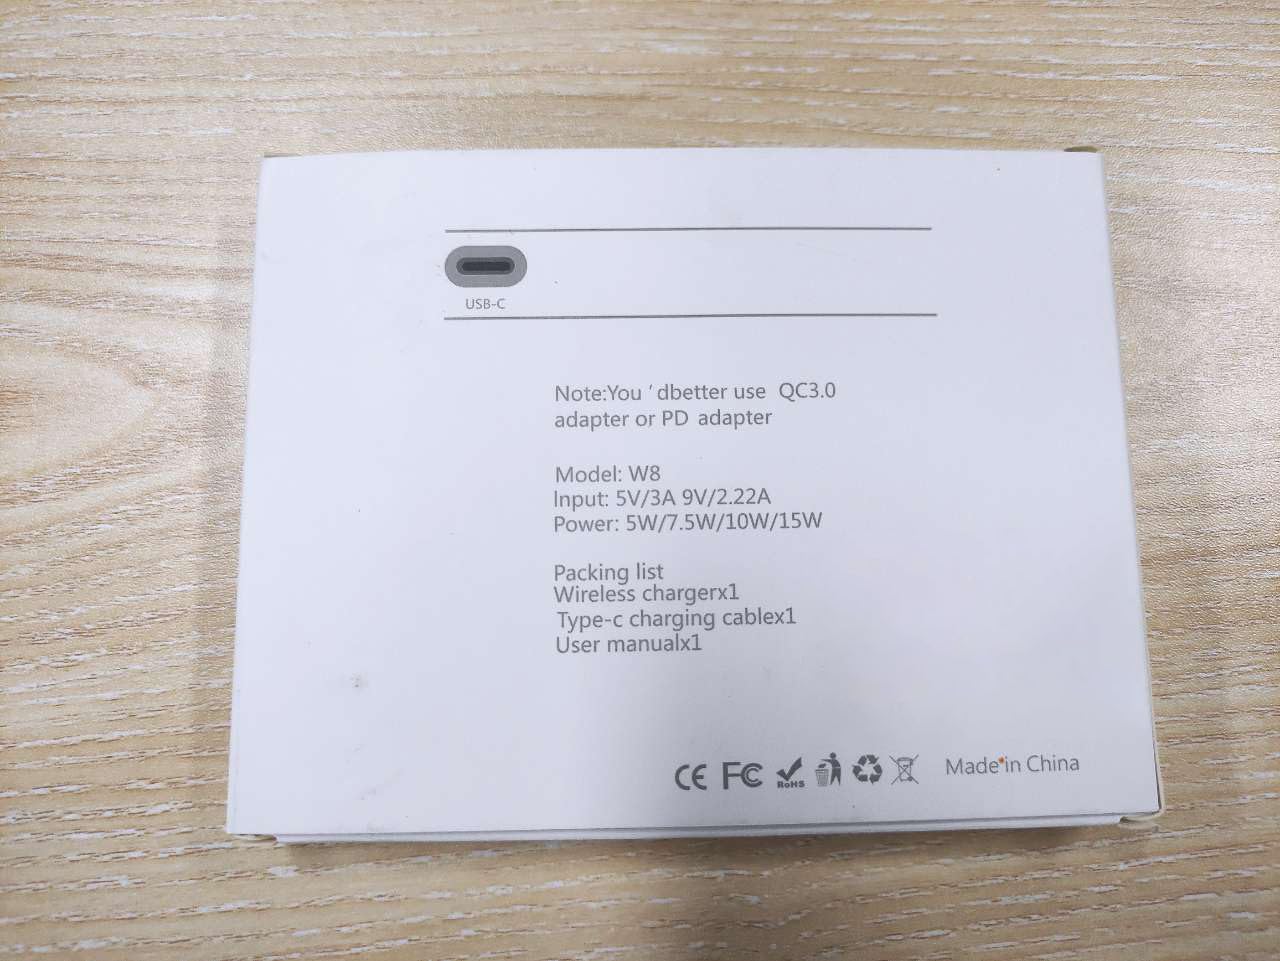 USB-C
Note:You 'dbetter use QC3.0
adapter or PD adapter
Model: W8
Input: 5V/3A 9V/2.22A
Power: 5W/7.5W/10W/15W
Packing list
Wireless chargerx1
Type-c charging cablex1
User manualx1
CE FC RoHS Made in China